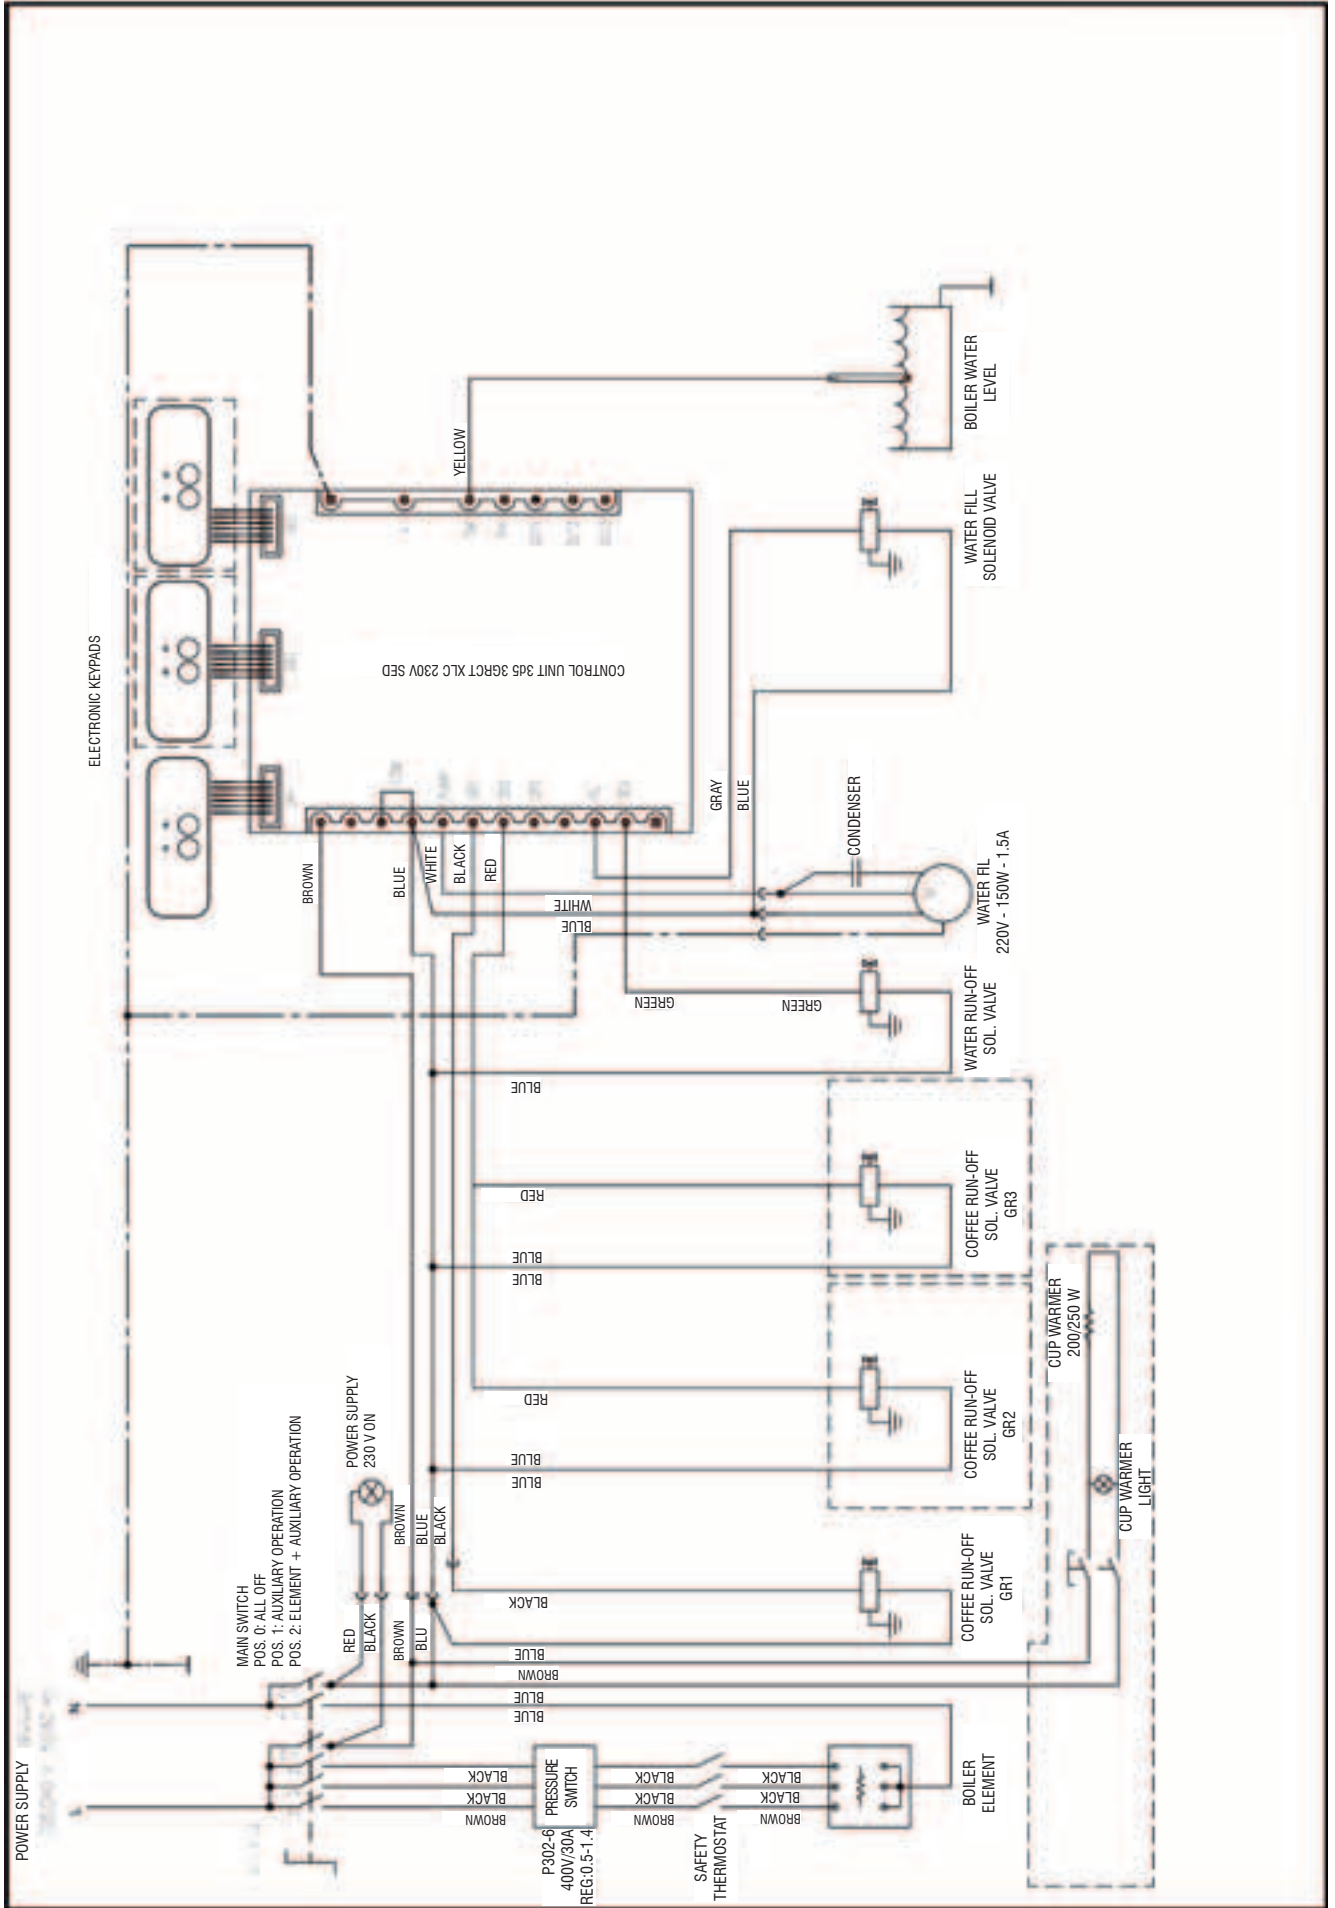 POWER SUPPLY
N
L
MAIN SWITCH
POS. 0: ALL OFF
POS. 1: AUXILIARY OPERATION
POS. 2: ELEMENT + AUXILIARY OPERATION
POWER SUPPLY
230 V ON
RED
BLACK
BROWN
BLU
BROWN
BLUE
BLACK
ELECTRONIC KEYPADS
CONTROL UNIT 3d5 3GRCT XLC 230V SED
BROWN
BLUE
WHITE
BLACK
RED
YELLOW
GRAY
BLUE
WHITE
BLUE
GREEN
GREEN
BLUE
RED
BLUE
BLUE
RED
BLUE
BLUE
BLACK
BLUE
BROWN
BLUE
BLUE
BLACK
BLACK
BROWN
P302-6
400V/30A
REG:0.5-1.4
PRESSURE
SWITCH
BLACK
BLACK
BROWN
SAFETY
THERMOSTAT
BLACK
BLACK
BROWN
BOILER
ELEMENT
COFFEE RUN-OFF
SOL. VALVE
GR1
COFFEE RUN-OFF
SOL. VALVE
GR2
COFFEE RUN-OFF
SOL. VALVE
GR3
WATER RUN-OFF
SOL. VALVE
WATER FIL
220V - 150W - 1.5A
CONDENSER
WATER FILL
SOLENOID VALVE
BOILER WATER
LEVEL
CUP WARMER
200/250 W
CUP WARMER
LIGHT